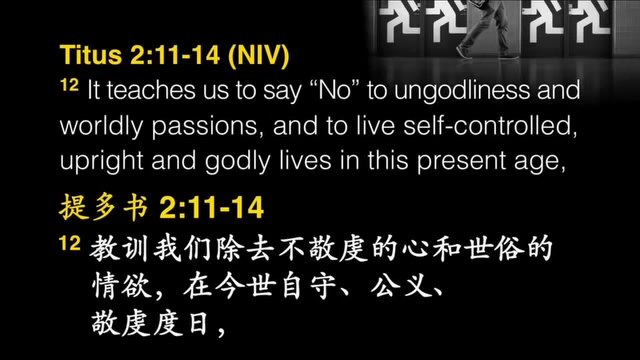 Titus 2:11-14 (NIV)
12 It teaches us to say “No” to ungodliness and
worldly passions, and to live self-controlled,
upright and godly lives in this present age,
提多书 2:11-14
12 教训我们除去不敬虔的心和世俗的
情欲，在今世自守、公义、
敬虔度日，